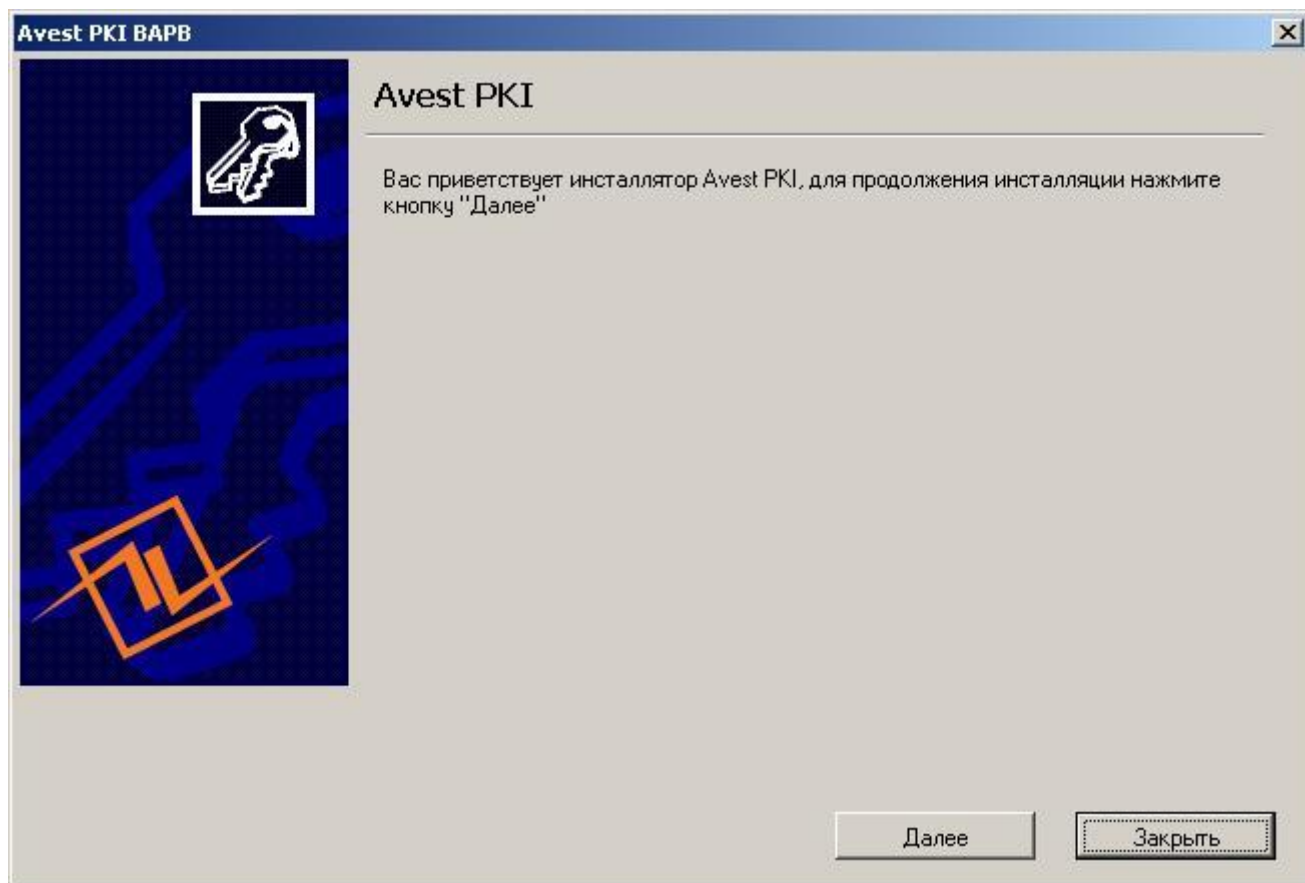 Avest PKI BAPB
Avest PKI
Вас приветствует инсталлятор Avest PKI, для продолжения инсталляции нажмите
кнопку "Далее"
Далее
Закрыть